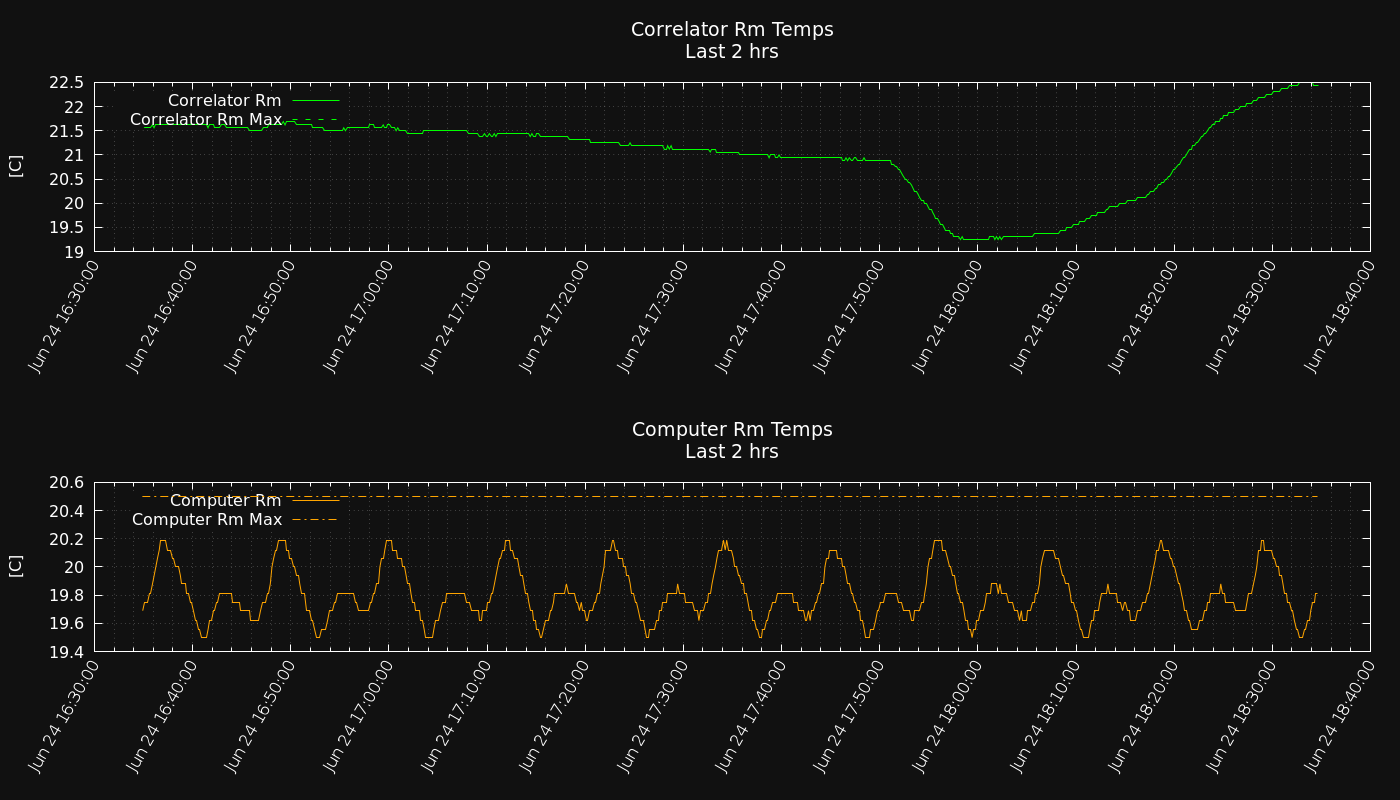 Correlator Rm Temps
Last 2 hrs
22.5
22
21.5
21
20.5
20
19.5
19
[C]
Correlator Rm
Correlator Rm Max
Jun 24 16:30:00
Jun 24 16:40:00
Jun 24 16:50:00
Jun 24 17:00:00
Jun 24 17:10:00
Jun 24 17:20:00
Jun 24 17:30:00
Jun 24 17:40:00
Jun 24 17:50:00
Jun 24 18:00:00
Jun 24 18:10:00
Jun 24 18:20:00
Jun 24 18:30:00
Jun 24 18:40:00
Computer Rm Temps
Last 2 hrs
20.6
20.4
20.2
20
19.8
19.6
19.4
[C]
Computer Rm
Computer Rm Max
Jun 24 16:30:00
Jun 24 16:40:00
Jun 24 16:50:00
Jun 24 17:00:00
Jun 24 17:10:00
Jun 24 17:20:00
Jun 24 17:30:00
Jun 24 17:40:00
Jun 24 17:50:00
Jun 24 18:00:00
Jun 24 18:10:00
Jun 24 18:20:00
Jun 24 18:30:00
Jun 24 18:40:00